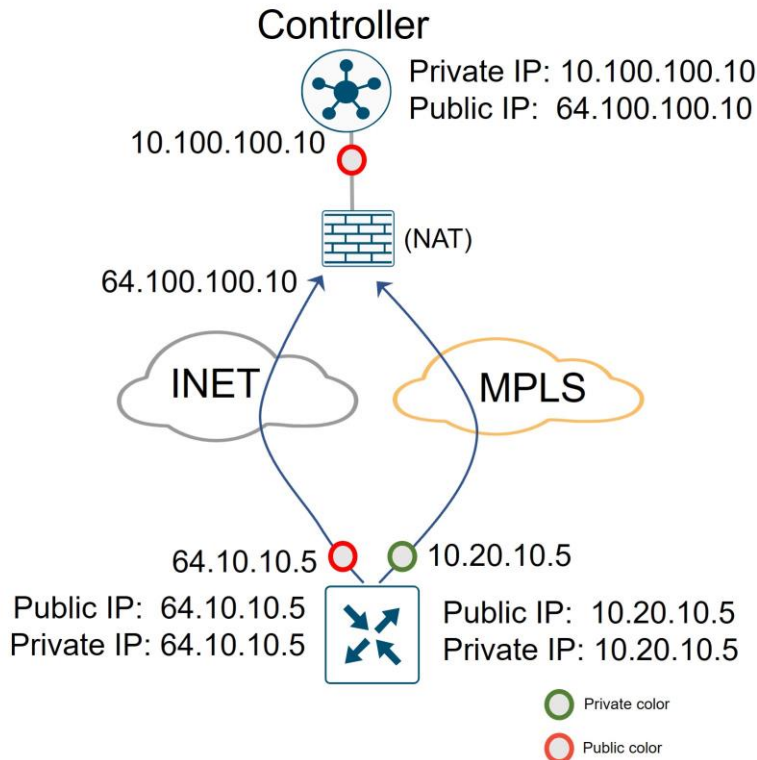 Controller
Private IP: 10.100.100.10
Public IP: 64.100.100.10
10.100.100.10
(NAT)
64.100.100.10
INET
MPLS
64.10.10.5
10.20.10.5
Public IP: 64.10.10.5
Private IP: 64.10.10.5
Public IP: 10.20.10.5
Private IP: 10.20.10.5
Private color
Public color